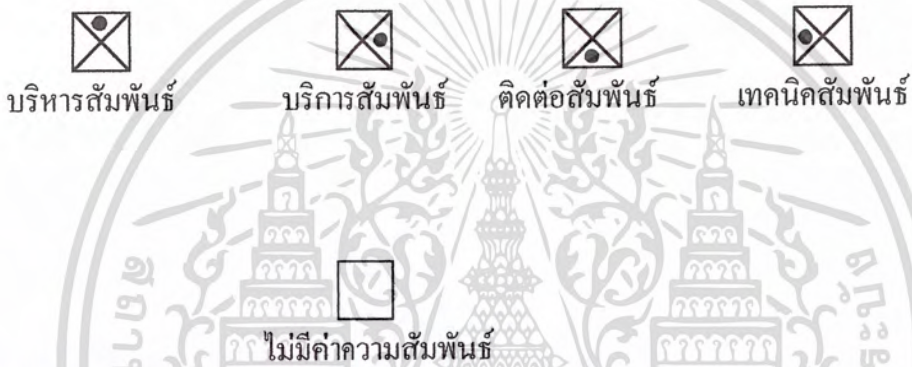 บริหารสัมพันธ์ บริการสัมพันธ์ ติดต่อสัมพันธ์ เทคนิคสัมพันธ์
ไม่มีค่าความสัมพันธ์